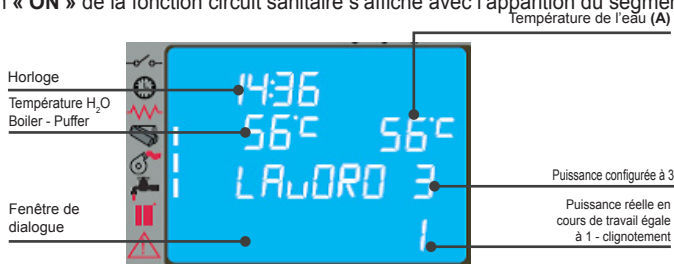 « ON » de la fonction circuit sanitaire s'affiche avec l'apparition du segmen
Température de l'eau (A)
Horloge
14:36
Température H₂O
Boiler - Puffer
56°C 56°C
LAvORO 3
Puissance configurée à 3
Fenêtre de
dialogue
Puissance réelle en
cours de travail égale
à 1 - clignotement
1